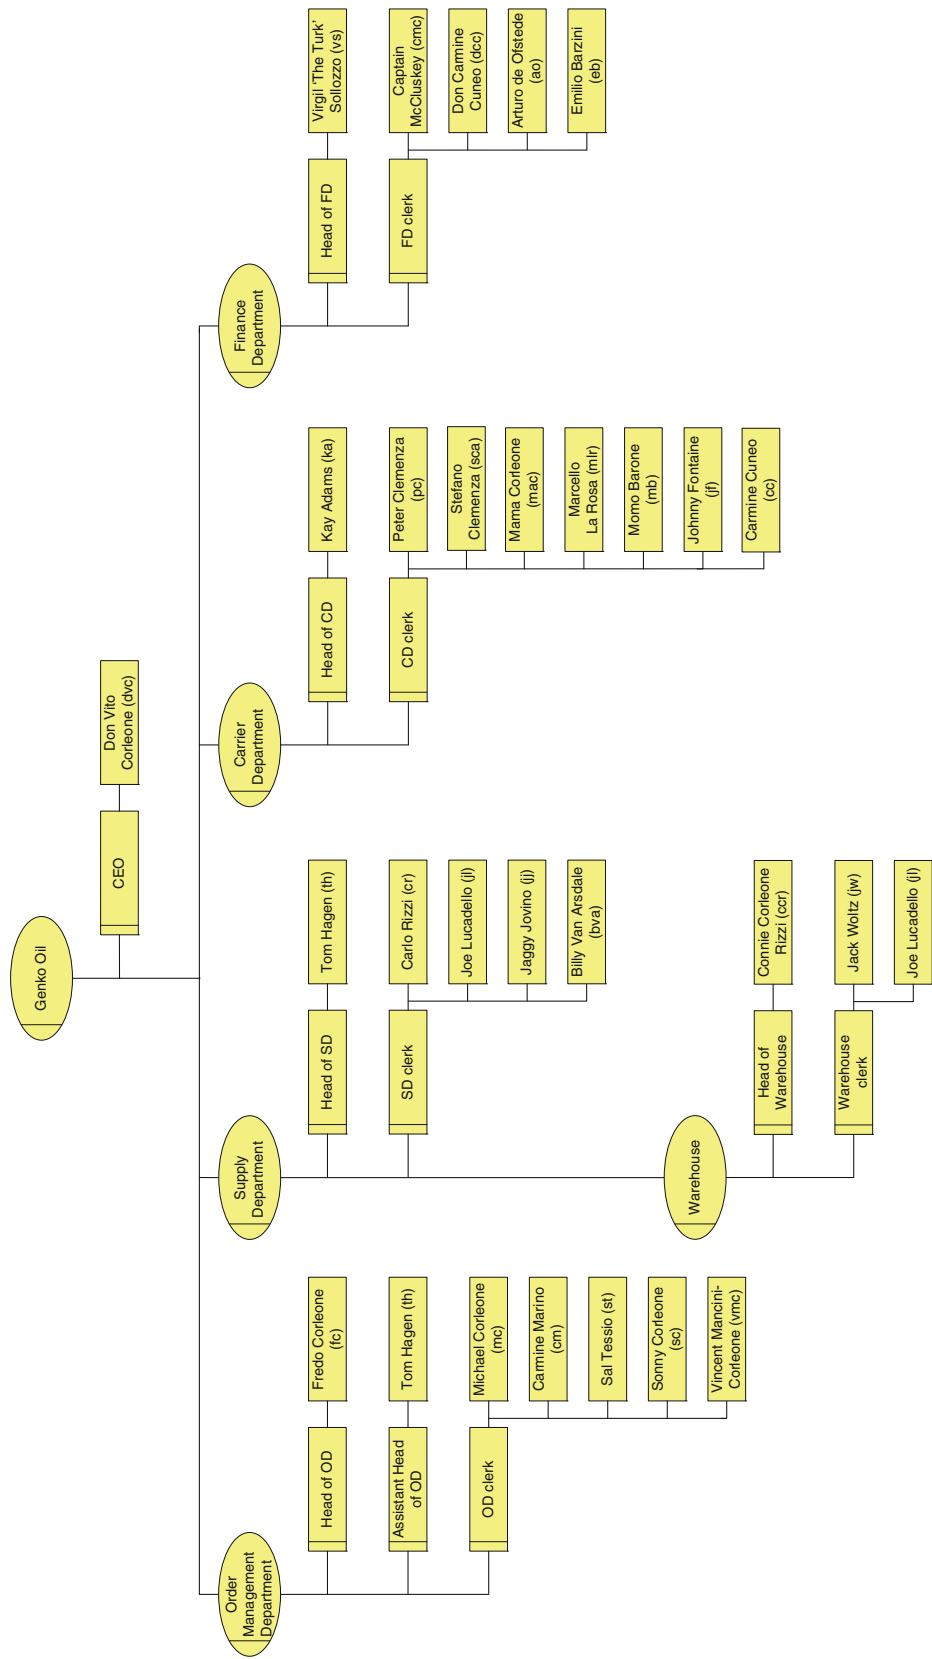 Genko Oil
CEO
Don Vito
Corleone (dvc)
Order
Management
Department
Head of OD
Fredo Corleone
(fc)
Assistant Head
of OD
Tom Hagen (th)
OD clerk
Michael Corleone
(mc)
Carmine Marino
(cm)
Sal Tessio (st)
Sonny Corleone
(sc)
Vincent Mancini-
Corleone (vmc)
Supply
Department
Head of SD
Tom Hagen (th)
SD clerk
Carlo Rizzi (cr)
Joe Lucadello (jl)
Jaggy Jovino (jj)
Billy Van Arsdale
(bva)
Warehouse
Head of
Warehouse
Connie Corleone
Rizzi (ccr)
Warehouse
clerk
Jack Woltz (jw)
Joe Lucadello (jl)
Carrier
Department
Head of CD
Kay Adams (ka)
CD clerk
Peter Clemenza
(pc)
Stefano
Clemenza (sca)
Mama Corleone
(mac)
Marcello
La Rosa (mlr)
Momo Barone
(mb)
Johnny Fontaine
(jf)
Carmine Cuneo
(cc)
Finance
Department
Head of FD
Virgil 'The Turk'
Sollozzo (vs)
FD clerk
Captain
McCluskey (cmc)
Don Carmine
Cuneo (dcc)
Arturo de Ofstede
(ao)
Emilio Barzini
(eb)